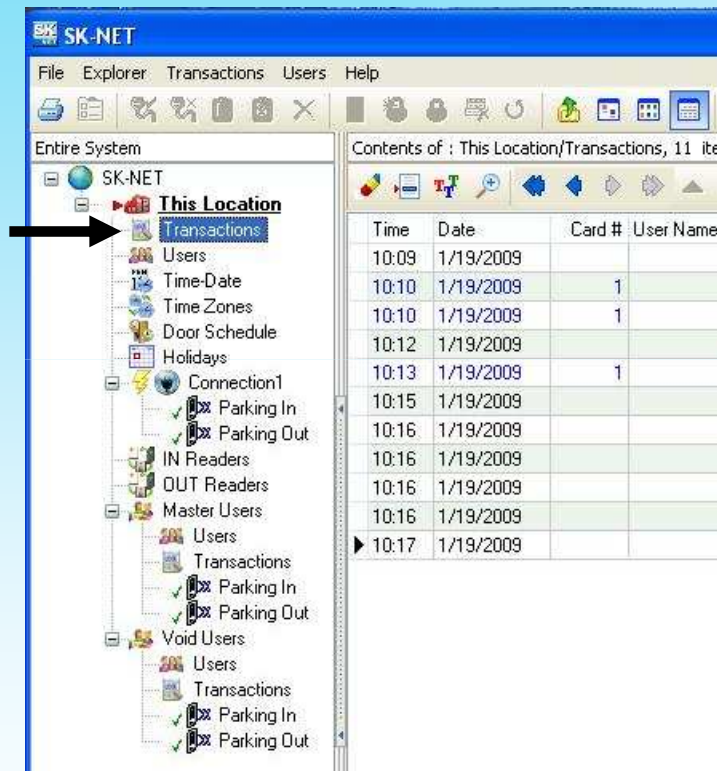 SK-NET
File Explorer Transactions Users Help
Entire System
SK-NET
This Location
Transactions
Users
Time-Date
Time Zones
Door Schedule
Holidays
Connection1
Parking In
Parking Out
IN Readers
OUT Readers
Master Users
Users
Transactions
Parking In
Parking Out
Void Users
Users
Transactions
Parking In
Parking Out
Contents of : This Location/Transactions, 11 ite
Time Date Card # User Name
10:09 1/19/2009
10:10 1/19/2009 1
10:10 1/19/2009 1
10:12 1/19/2009
10:13 1/19/2009 1
10:15 1/19/2009
10:16 1/19/2009
10:16 1/19/2009
10:16 1/19/2009
10:16 1/19/2009
10:17 1/19/2009